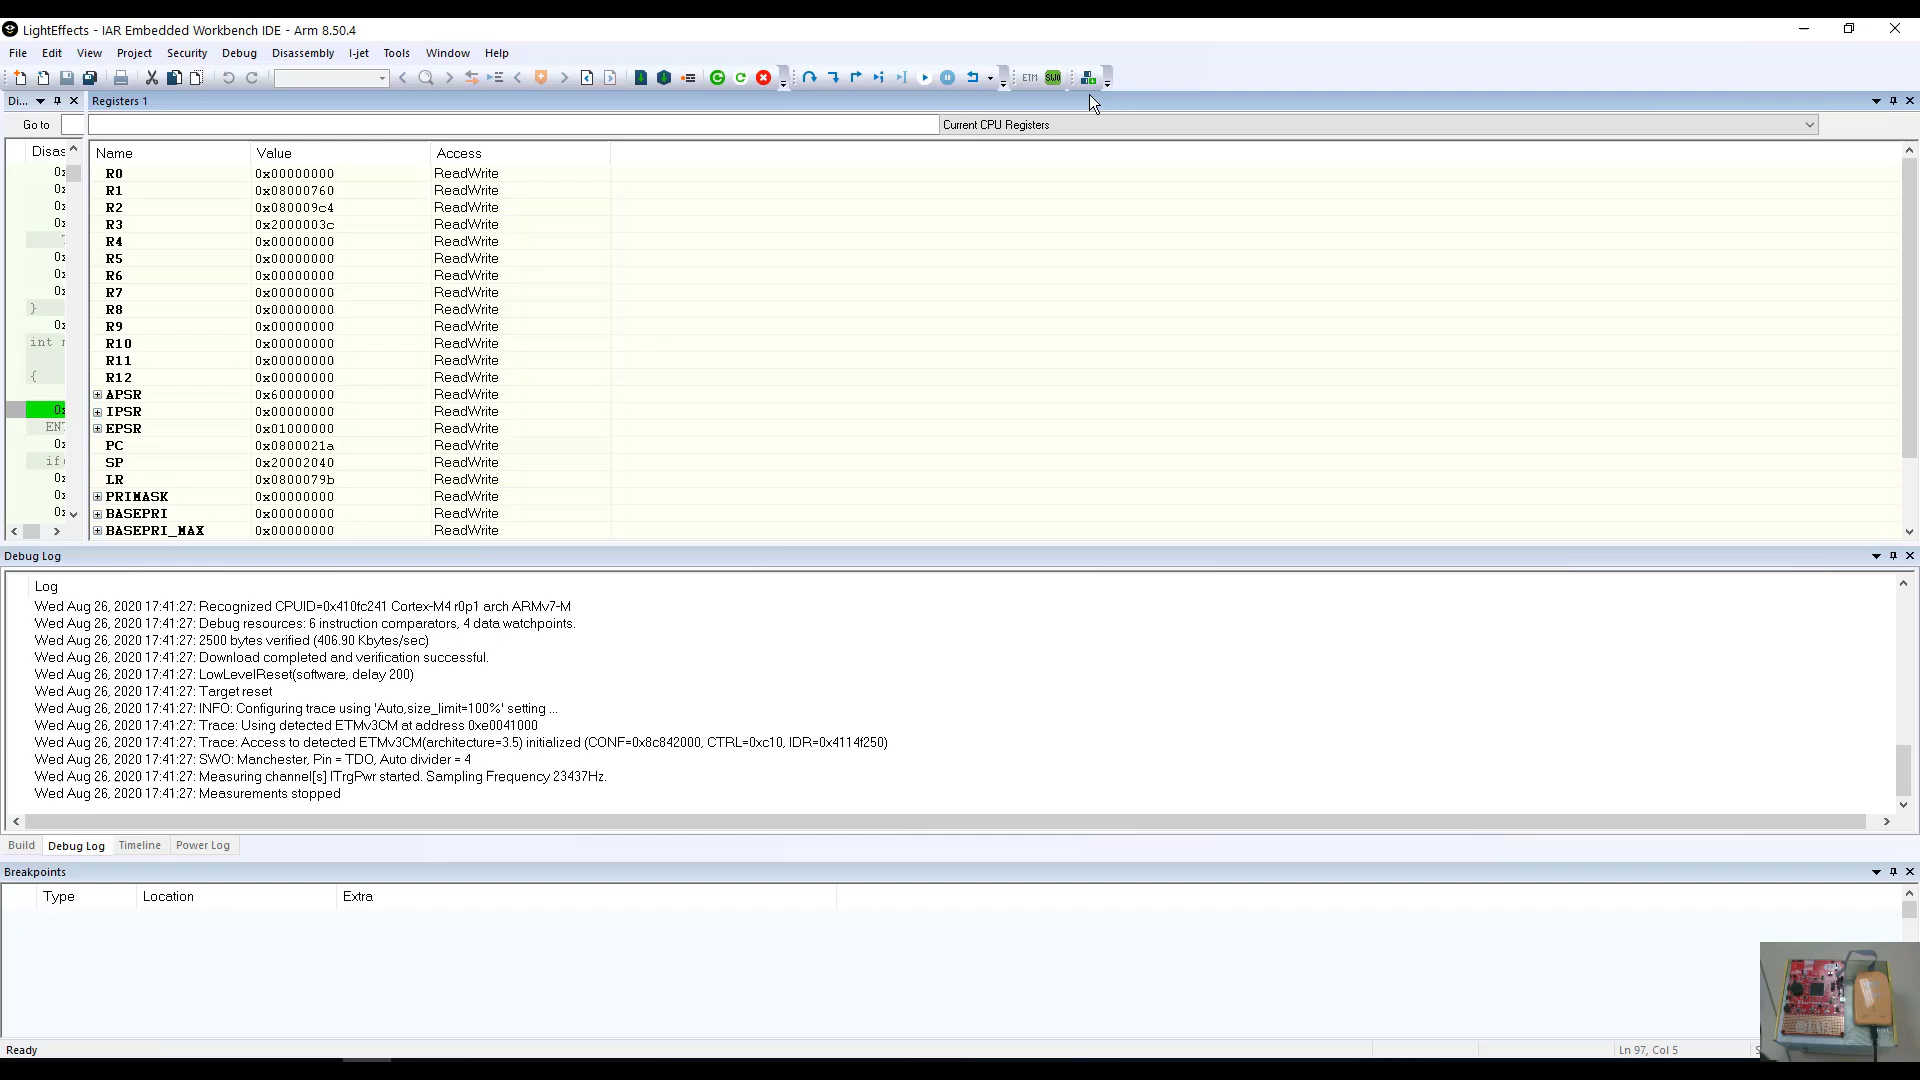 LightEffects - IAR Embedded Workbench IDE - Arm 8.50.4
File Edit View Project Security Debug Disassembly I-jet Tools Window Help
ETM SWO
Di... Registers 1
Go to Current CPU Registers
Disas
Name Value Access
R0 0x00000000 ReadWrite
R1 0x08000760 ReadWrite
R2 0x080009c4 ReadWrite
R3 0x2000003c ReadWrite
R4 0x00000000 ReadWrite
R5 0x00000000 ReadWrite
R6 0x00000000 ReadWrite
R7 0x00000000 ReadWrite
R8 0x00000000 ReadWrite
}
R9 0x00000000 ReadWrite
int
R10 0x00000000 ReadWrite
R11 0x00000000 ReadWrite
{
R12 0x00000000 ReadWrite
APSR 0x60000000 ReadWrite
IPSR 0x00000000 ReadWrite
EN
EPSR 0x01000000 ReadWrite
PC 0x0800021a ReadWrite
if
SP 0x20002040 ReadWrite
LR 0x0800079b ReadWrite
PRIMASK 0x00000000 ReadWrite
BASEPRI 0x00000000 ReadWrite
BASEPRI_MAX 0x00000000 ReadWrite
Debug Log
Log
Wed Aug 26, 2020 17:41:27: Recognized CPUID=0x410fc241 Cortex-M4 r0p1 arch ARMv7-M
Wed Aug 26, 2020 17:41:27: Debug resources: 6 instruction comparators, 4 data watchpoints.
Wed Aug 26, 2020 17:41:27: 2500 bytes verified (406.90 Kbytes/sec)
Wed Aug 26, 2020 17:41:27: Download completed and verification successful.
Wed Aug 26, 2020 17:41:27: LowLevelReset(software, delay 200)
Wed Aug 26, 2020 17:41:27: Target reset
Wed Aug 26, 2020 17:41:27: INFO: Configuring trace using 'Auto,size_limit=100%' setting ...
Wed Aug 26, 2020 17:41:27: Trace: Using detected ETMv3CM at address 0xe0041000
Wed Aug 26, 2020 17:41:27: Trace: Access to detected ETMv3CM(architecture=3.5) initialized (CONF=0x8c842000, CTRL=0xc10, IDR=0x4114f250)
Wed Aug 26, 2020 17:41:27: SWO: Manchester, Pin = TDO, Auto divider = 4
Wed Aug 26, 2020 17:41:27: Measuring channel[s] ITrgPwr started. Sampling Frequency 23437Hz.
Wed Aug 26, 2020 17:41:27: Measurements stopped
Build Debug Log Timeline Power Log
Breakpoints
Type Location Extra
Ready Ln 97, Col 5